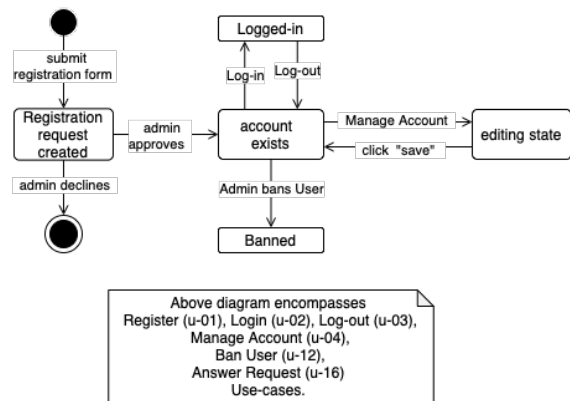 Logged-in
submit
registration form
Log-in
Log-out
Registration
request
created
admin
approves
account
exists
Manage Account
click "save"
editing state
admin declines
Admin bans User
Banned
Above diagram encompasses
Register (u-01), Login (u-02), Log-out (u-03),
Manage Account (u-04),
Ban User (u-12),
Answer Request (u-16)
Use-cases.